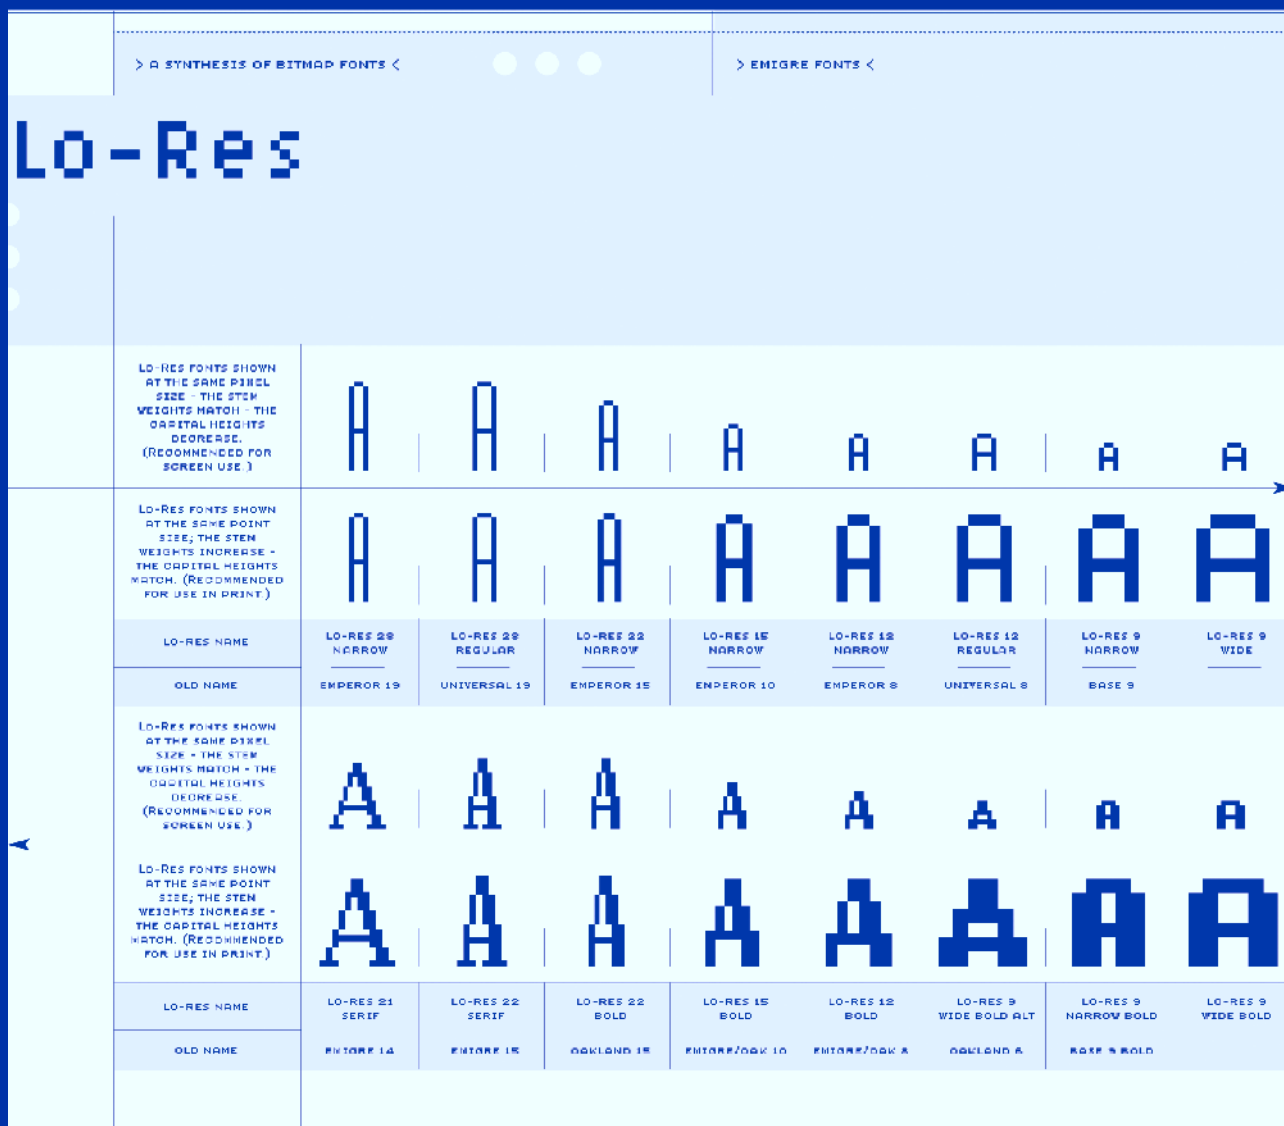 > A SYNTHESIS OF BITMAP FONTS <
> EMIGRE FONTS <
Lo-Res
LO-RES FONTS SHOWN
AT THE SAME PIXEL
SIZE - THE STEM
WEIGHTS MATCH - THE
CAPITAL HEIGHTS
DECREASE.
(RECOMMENDED FOR
SCREEN USE.)
A A A A A A A A
LO-RES FONTS SHOWN
AT THE SAME POINT
SIZE; THE STEM
WEIGHTS INCREASE -
THE CAPITAL HEIGHTS
MATCH. (RECOMMENDED
FOR USE IN PRINT.)
A A A A A A A A
LO-RES NAME
LO-RES 28
NARROW
LO-RES 28
REGULAR
LO-RES 22
NARROW
LO-RES 15
NARROW
LO-RES 12
NARROW
LO-RES 12
REGULAR
LO-RES 9
NARROW
LO-RES 9
WIDE
OLD NAME
EMPEROR 19
UNIVERSAL 19
EMPEROR 15
EMPEROR 10
EMPEROR 8
UNIVERSAL 8
BASE 9
LO-RES FONTS SHOWN
AT THE SAME PIXEL
SIZE - THE STEM
WEIGHTS MATCH - THE
CAPITAL HEIGHTS
DECREASE.
(RECOMMENDED FOR
SCREEN USE.)
A A A A A A A A
LO-RES FONTS SHOWN
AT THE SAME POINT
SIZE; THE STEM
WEIGHTS INCREASE -
THE CAPITAL HEIGHTS
MATCH. (RECOMMENDED
FOR USE IN PRINT.)
A A A A A A A A
LO-RES NAME
LO-RES 21
SERIF
LO-RES 22
SERIF
LO-RES 22
BOLD
LO-RES 15
BOLD
LO-RES 12
BOLD
LO-RES 9
WIDE BOLD ALT
LO-RES 9
NARROW BOLD
LO-RES 9
WIDE BOLD
OLD NAME
EMIGRE 14
EMIGRE 15
OAKLAND 15
EMIGRE/OAK 10
EMIGRE/OAK 8
OAKLAND 6
BASE 9 BOLD